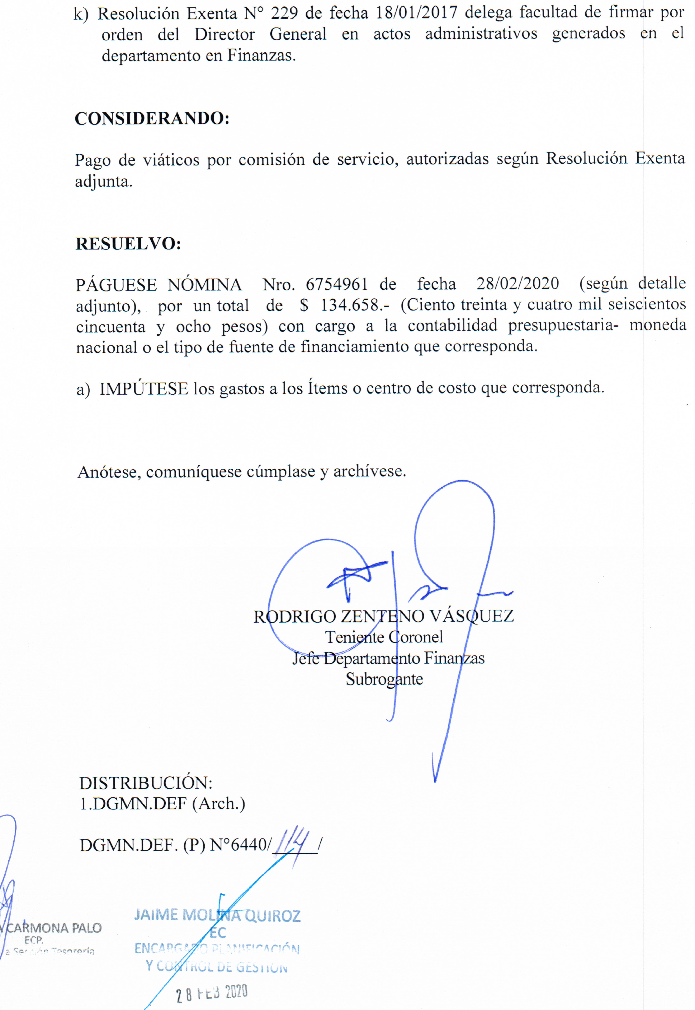 k) Resolución Exenta N° 229 de fecha 18/01/2017 delega facultad de firmar por
orden del Director General en actos administrativos generados en el
departamento en Finanzas.
CONSIDERANDO:
Pago de viáticos por comisión de servicio, autorizadas según Resolución Exenta
adjunta.
RESUELVO:
PÁGUESE NÓMINA Nro. 6754961 de fecha 28/02/2020 (según detalle
adjunto), por un total de $ 134.658.- (Ciento treinta y cuatro mil seiscientos
cincuenta y ocho pesos) con cargo a la contabilidad presupuestaria- moneda
nacional o el tipo de fuente de financiamiento que corresponda.
a) IMPÚTESE los gastos a los Ítems o centro de costo que corresponda.
Anótese, comuníquese cúmplase y archívese.
RODRIGO ZENTENO VÁSQUEZ
Teniente Coronel
Jefe Departamento Finanzas
Subrogante
DISTRIBUCIÓN:
1.DGMN.DEF (Arch.)
DGMN.DEF. (P) N°6440/114/
CARMONA PALO
ECP.
JAIME MOLINA QUIROZ
EC
ENCARGADO PLANIFICACIÓN
Y CONTROL DE GESTIÓN
28 FEB 2020